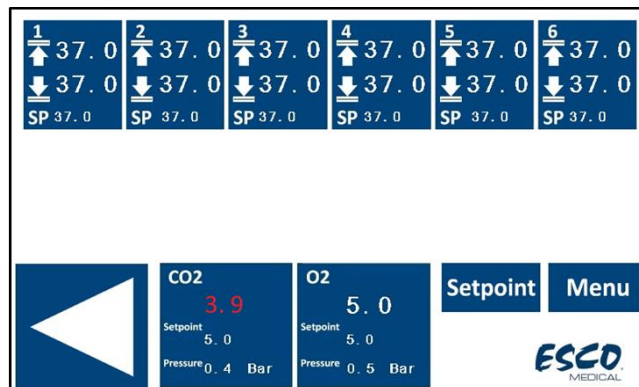 1 2 3 4 5 6
37.0 37.0 37.0 37.0 37.0 37.0
37.0 37.0 37.0 37.0 37.0 37.0
SP 37.0 SP 37.0 SP 37.0 SP 37.0 SP 37.0 SP 37.0
CO2
3.9
Setpoint
5.0
Pressure 0.4 Bar
O2
5.0
Setpoint
5.0
Pressure 0.5 Bar
Setpoint
Menu
ESCO
MEDICAL